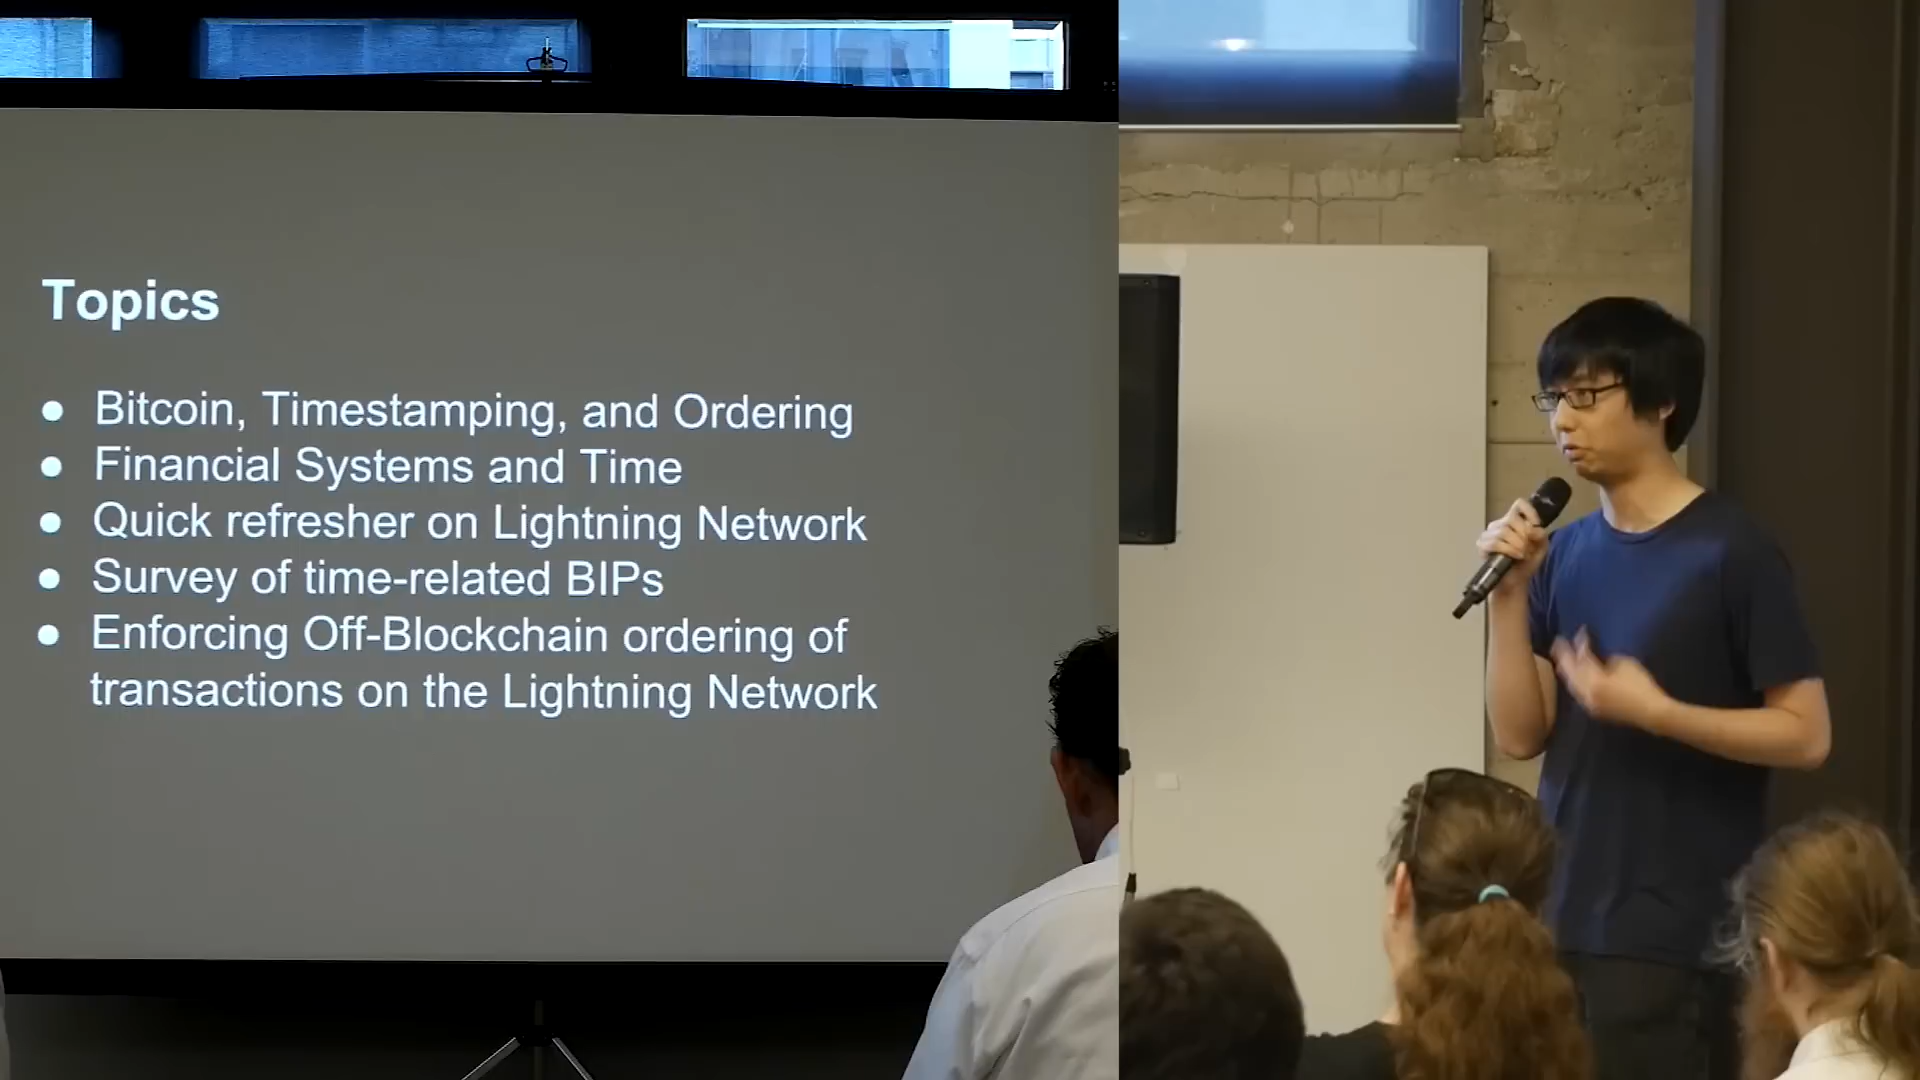 Topics
● Bitcoin, Timestamping, and Ordering
● Financial Systems and Time
● Quick refresher on Lightning Network
● Survey of time-related BIPs
● Enforcing Off-Blockchain ordering of
transactions on the Lightning Network